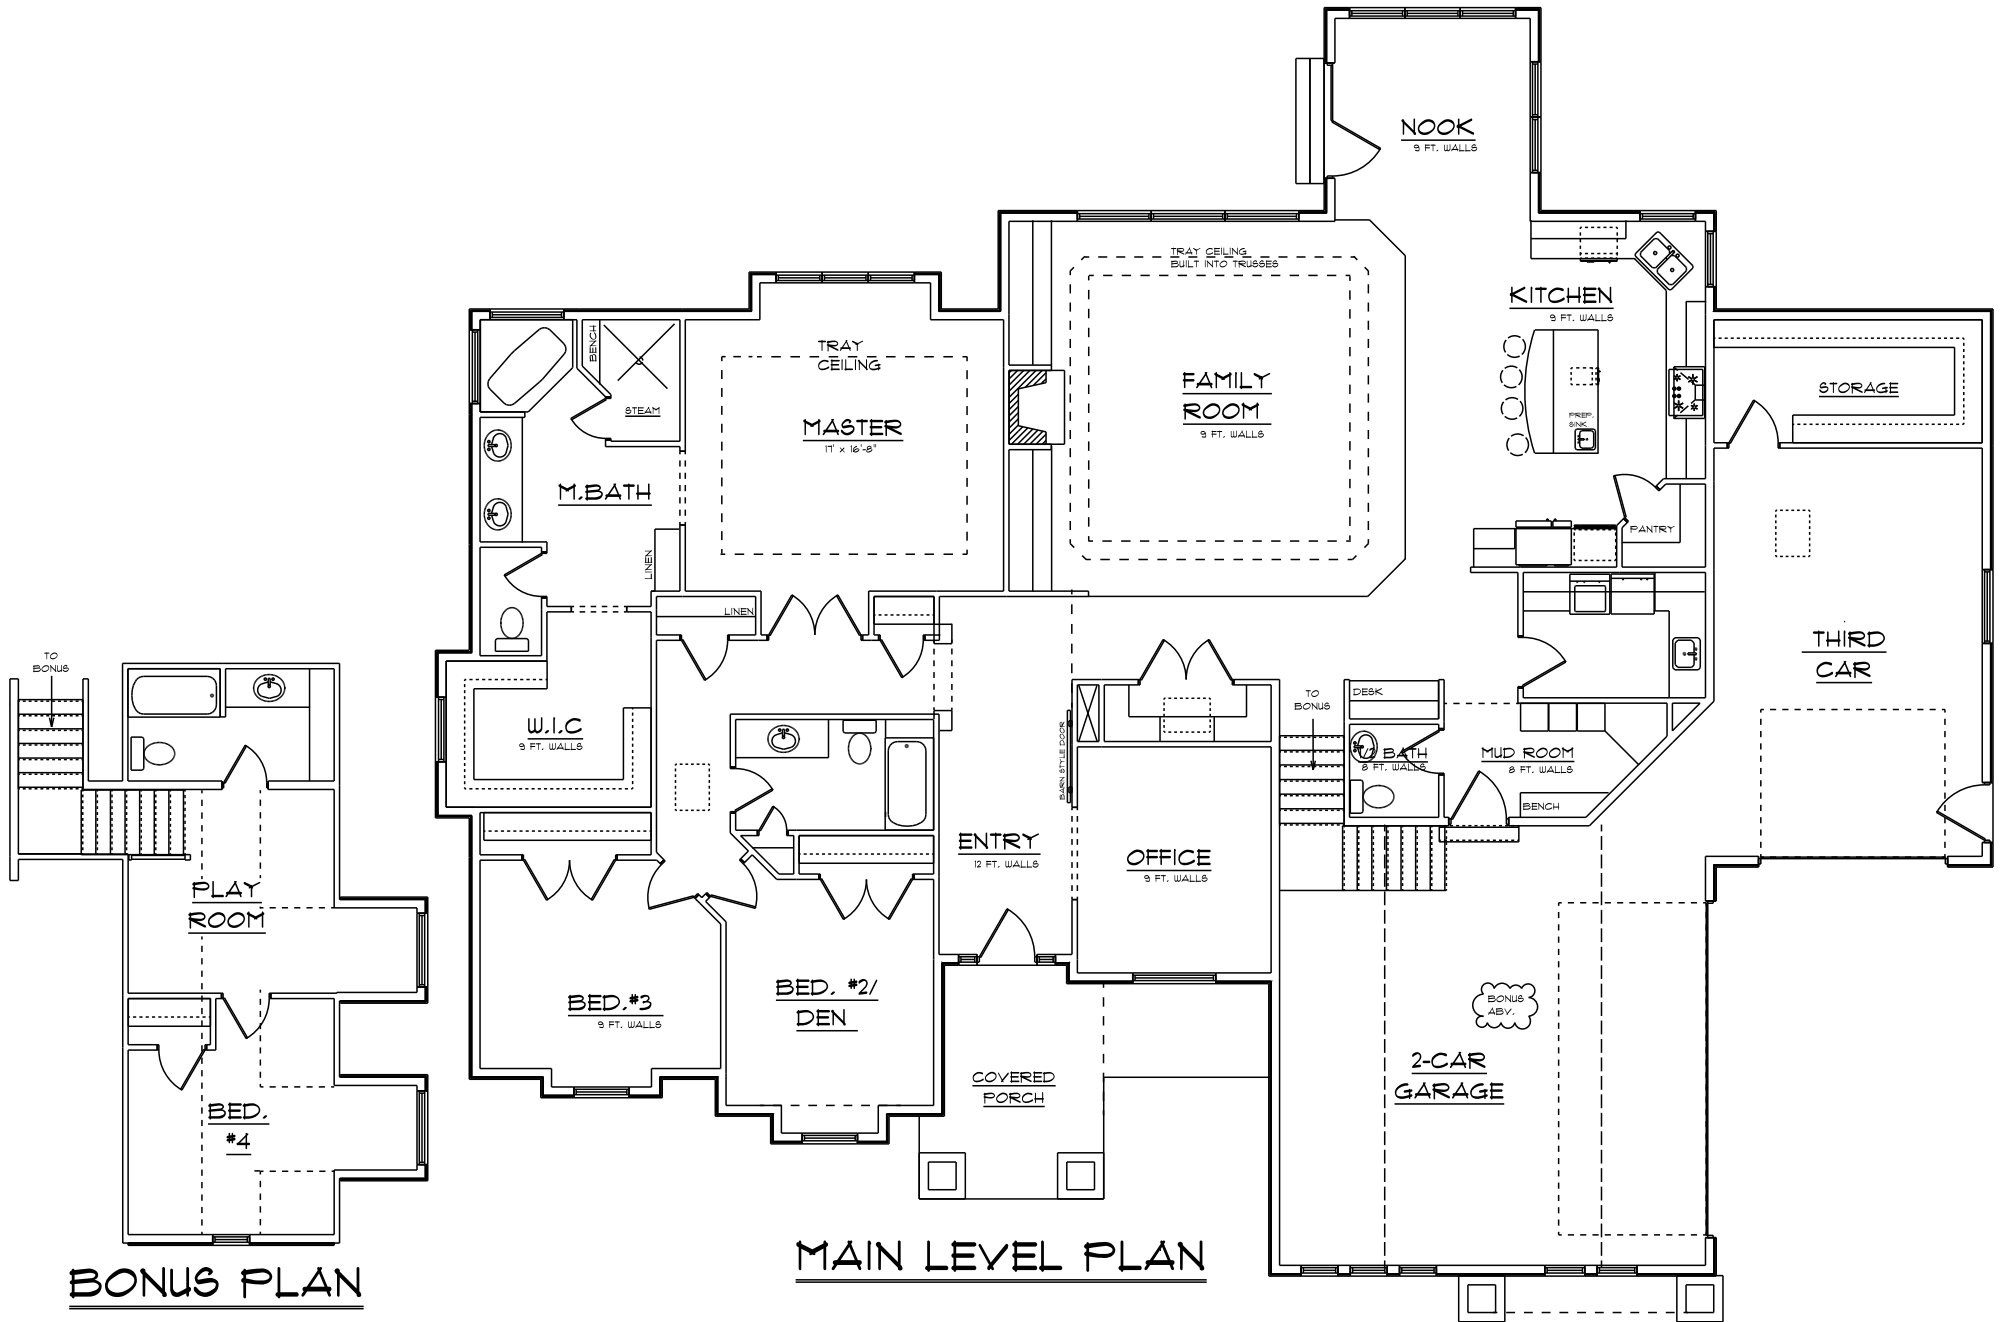 NOOK
9 FT. WALLS
TRAY CEILING
BUILT INTO TRUSSES
KITCHEN
9 FT. WALLS
PREP.
SINK
PANTRY
FAMILY
ROOM
9 FT. WALLS
STORAGE
TRAY
CEILING
MASTER
17' x 16'-8"
BENCH
STEAM
M.BATH
LINEN
LINEN
W.I.C
9 FT. WALLS
THIRD
CAR
TO
BONUS
DESK
1/2 BATH
8 FT. WALLS
MUD ROOM
8 FT. WALLS
BENCH
BARN STYLE DOOR
ENTRY
12 FT. WALLS
OFFICE
9 FT. WALLS
BED.#3
9 FT. WALLS
BED. #2/
DEN
COVERED
PORCH
BONUS
ABV.
2-CAR
GARAGE
MAIN LEVEL PLAN
TO
BONUS
PLAY
ROOM
BED.
#4
BONUS PLAN